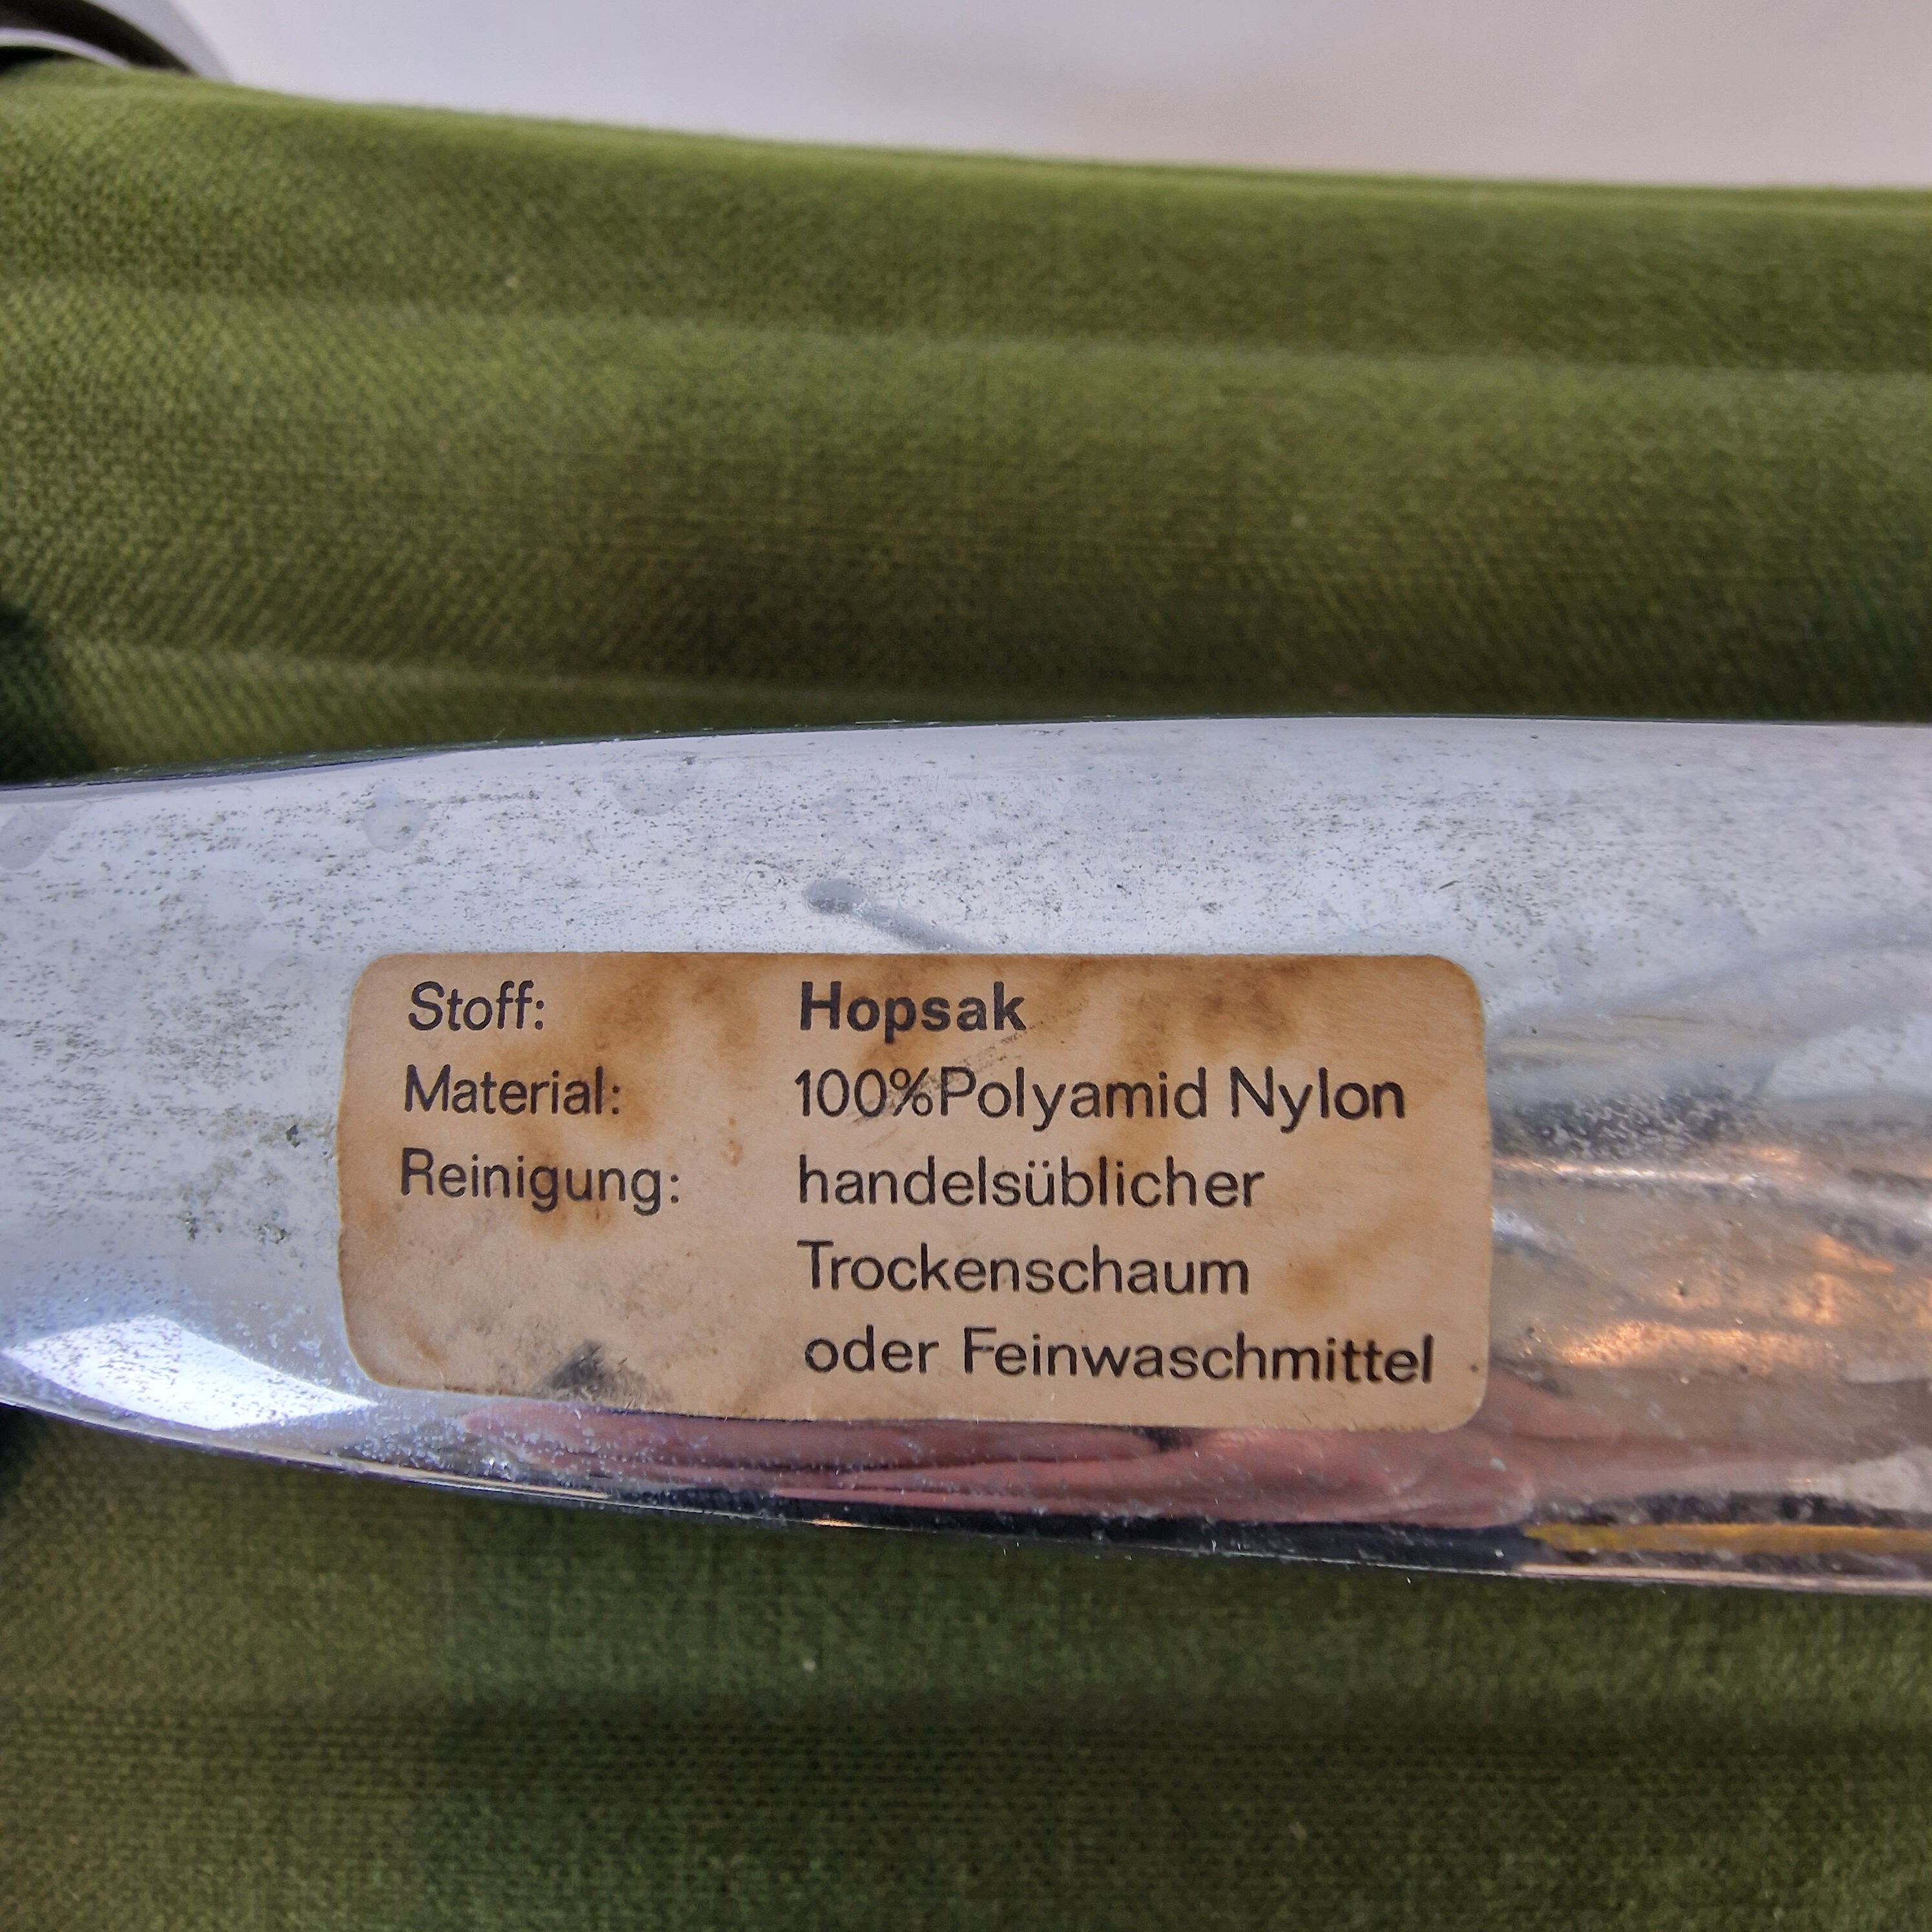 Stoff: Hopsak
Material: 100%Polyamid Nylon
Reinigung: handelsüblicher
Trockenschaum
oder Feinwaschmittel